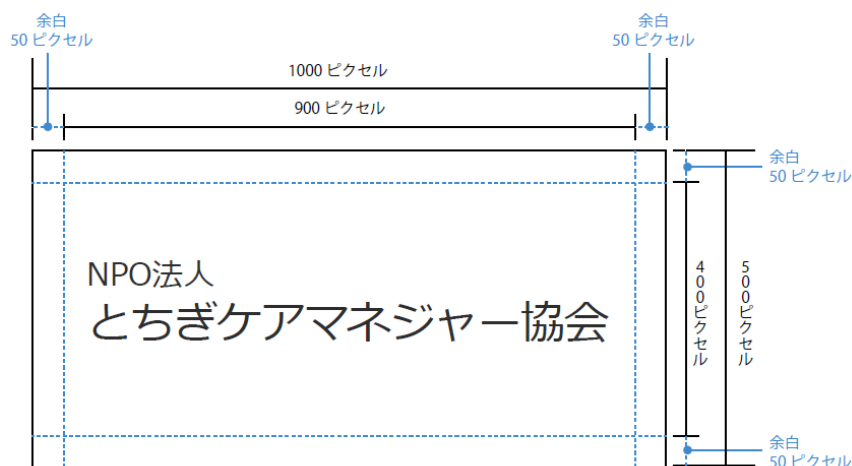 余白
50 ピクセル
余白
50 ピクセル
1000 ピクセル
900 ピクセル
余白
50 ピクセル
NPO法人
とちぎケアマネジャー協会
400ピクセル
500ピクセル
余白
50 ピクセル